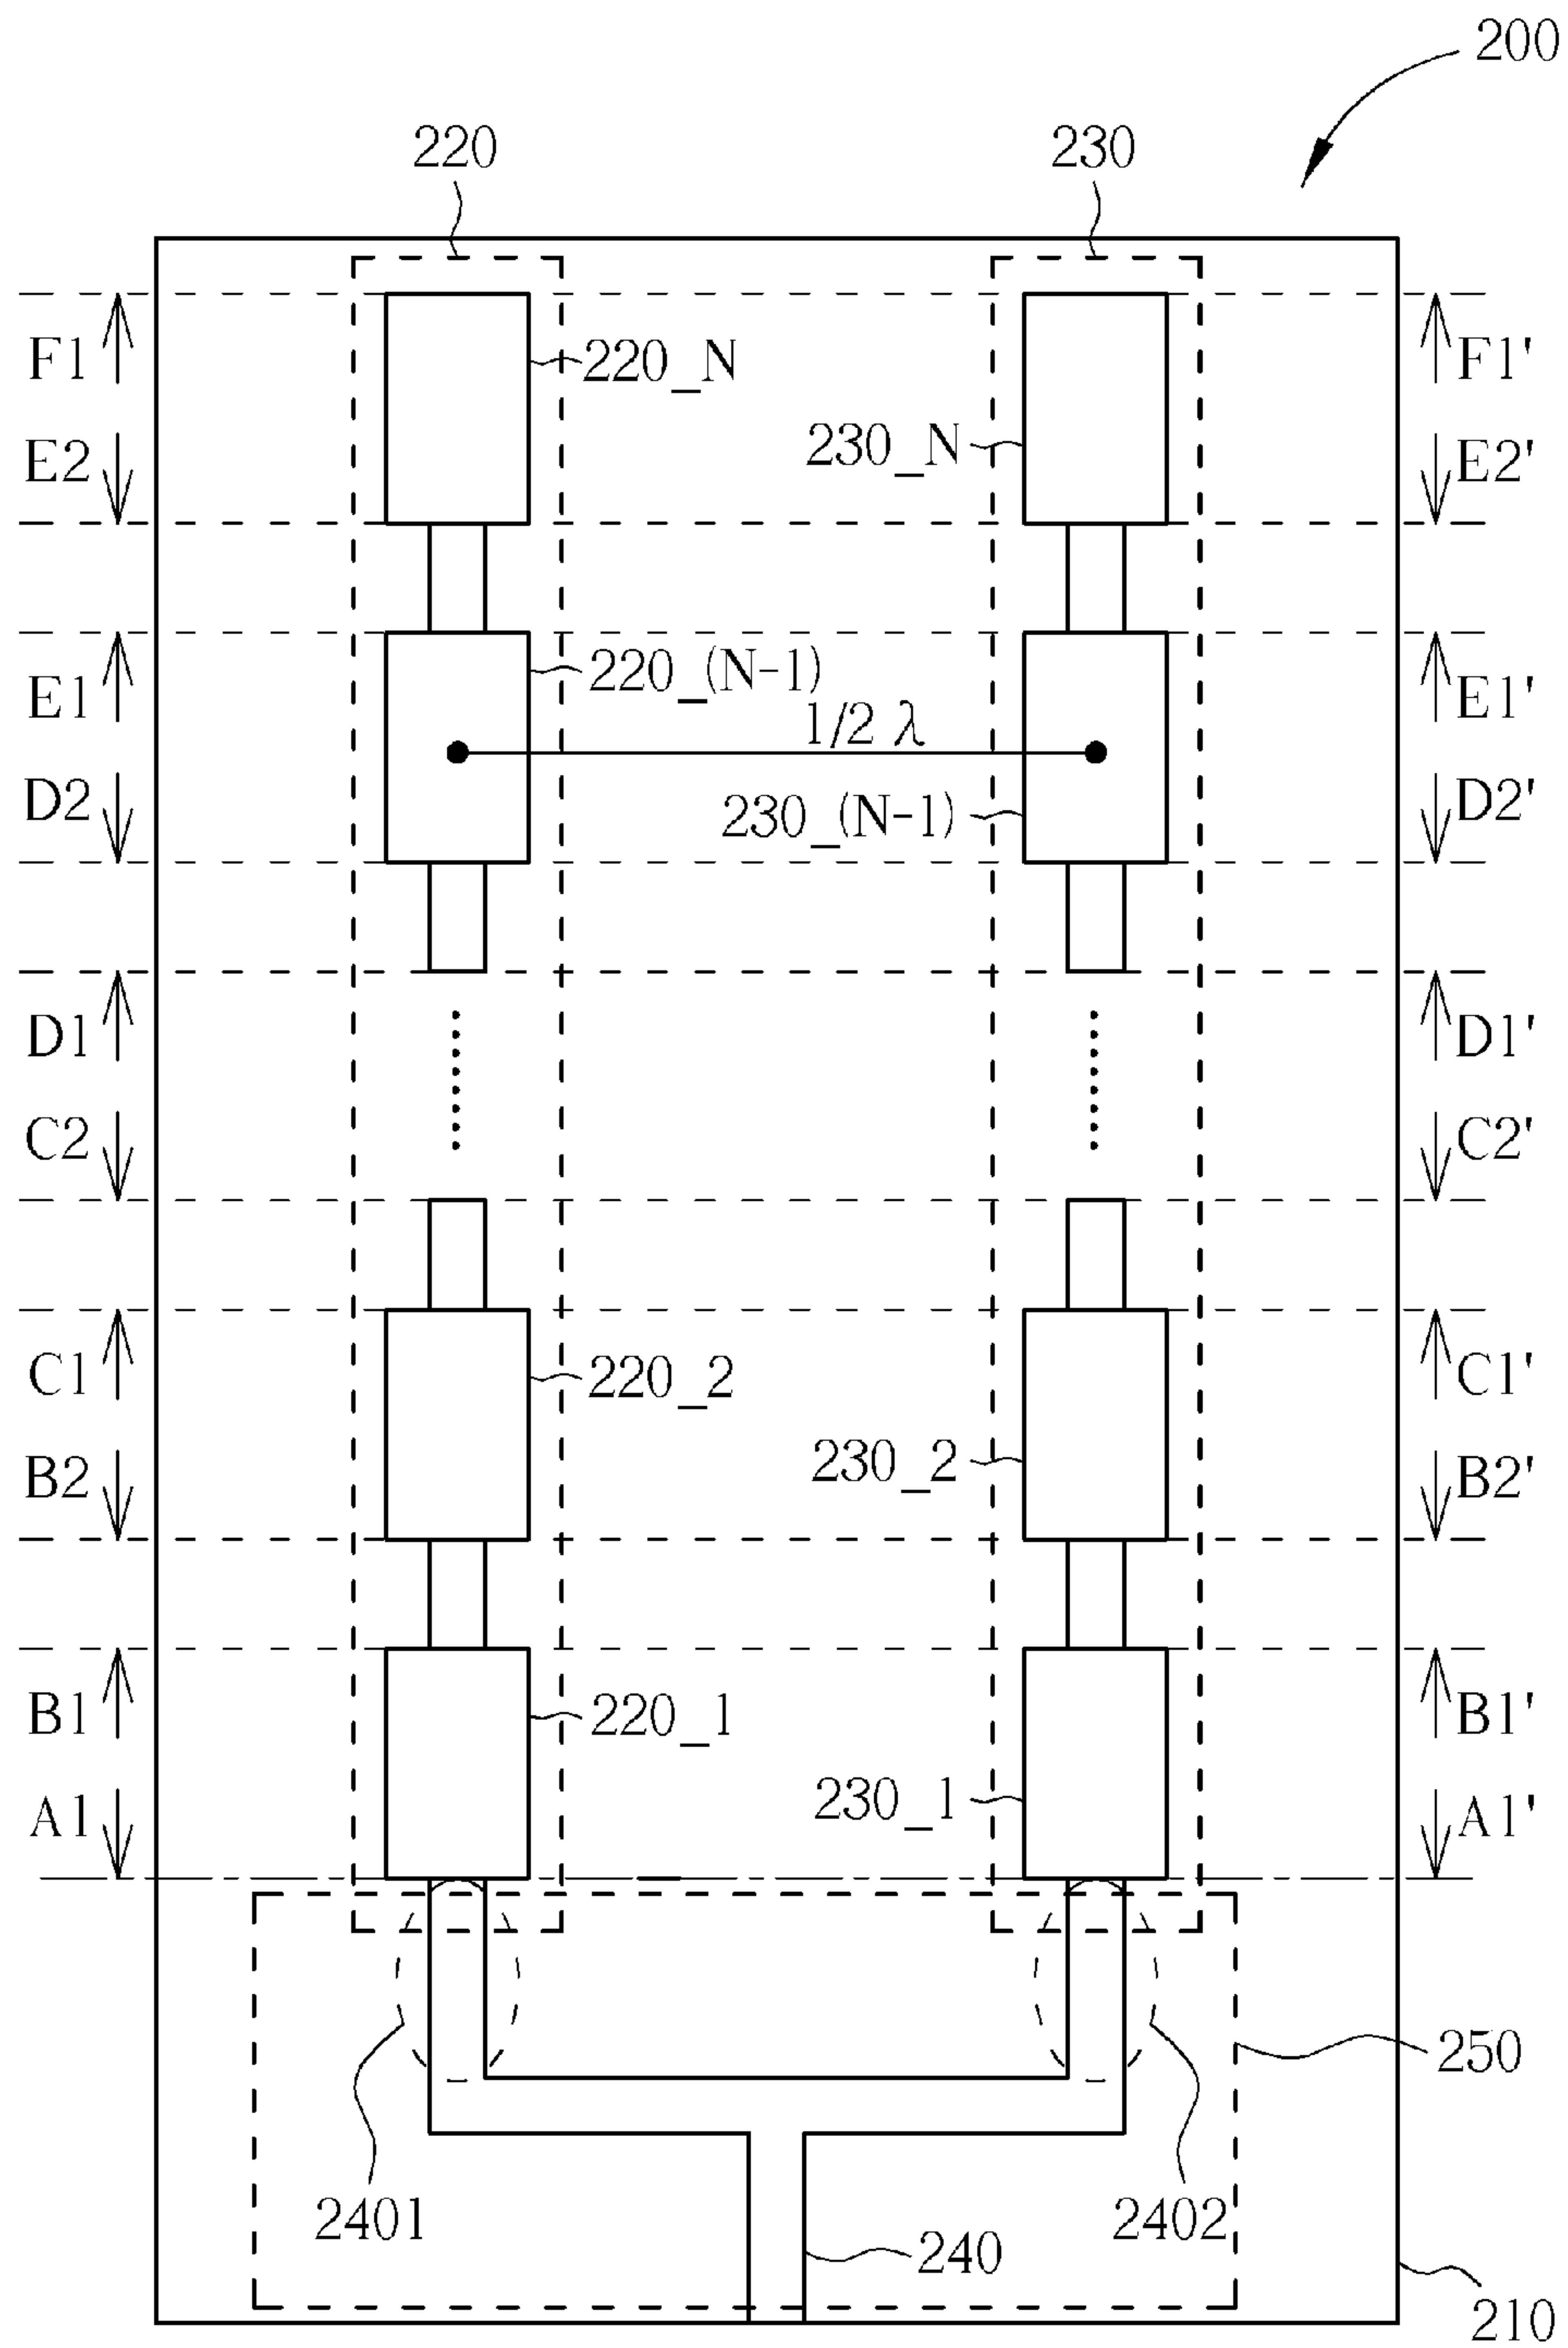 200
220
230
F1
220_N
F1'
E2
230_N
E2'
E1
220_(N-1)
E1'
1/2 λ
D2
230_(N-1)
D2'
D1
D1'
C2
C2'
C1
220_2
C1'
B2
230_2
B2'
B1
220_1
B1'
A1
230_1
A1'
250
2401
2402
240
210